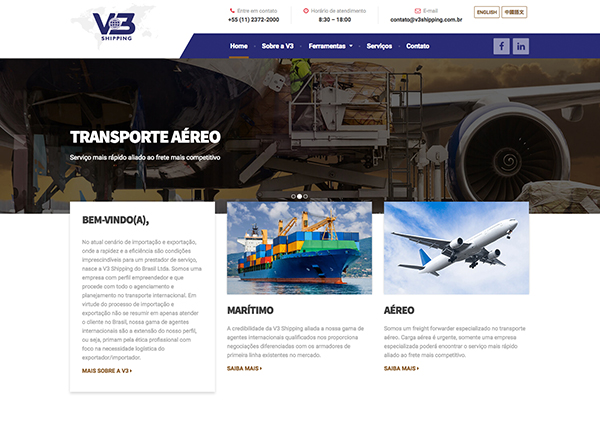 V3
SHIPPING
Entre em contato
+55 (11) 2372-2000
Horário de atendimento
8:30 – 18:00
E-mail
contato@v3shipping.com.br
ENGLISH
Home
Sobre a V3
Ferramentas
Serviços
Contato
f
in
TRANSPORTE AÉREO
Serviço mais rápido aliado ao frete mais competitivo
BEM-VINDO(A),
No atual cenário de importação e exportação,
onde a rapidez e a eficiência são condições
imprescindíveis para um prestador de serviço,
nasce a V3 Shipping do Brasil Ltda. Somos uma
empresa com perfil empreendedor e que
procede com todo o agenciamento e
planejamento no transporte internacional. Em
virtude do processo de importação e
exportação não se resumir em apenas atender
o cliente no Brasil, nossa gama de agentes
internacionais são a extensão do nosso perfil,
ou seja, primam pela ética profissional com
foco na necessidade logística do
exportador/importador.
MAIS SOBRE A V3
MARÍTIMO
A credibilidade da V3 Shipping aliada a nossa gama de
agentes internacionais qualificados nos proporciona
negociações diferenciadas com os armadores de
primeira linha existentes no mercado.
SAIBA MAIS
AÉREO
Somos um freight forwarder especializado no transporte
aéreo. Carga aérea é urgente, somente uma empresa
especializada poderá encontrar o serviço mais rápido
aliado ao frete mais competitivo.
SAIBA MAIS